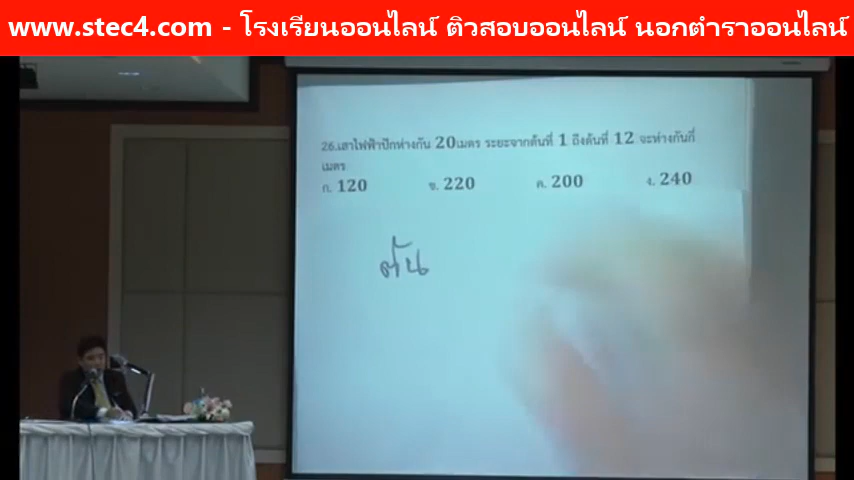 www.stec4.com - โรงเรียนออนไลน์ ติวสอบออนไลน์ นอกตำราออนไลน์
26.เสาไฟฟ้าปักห่างกัน 20เมตร ระยะจากต้นที่ 1 ถึงต้นที่ 12 จะห่างกันกี่
เมตร
ก. 120 ข. 220 ค. 200 ง. 240
ต้น